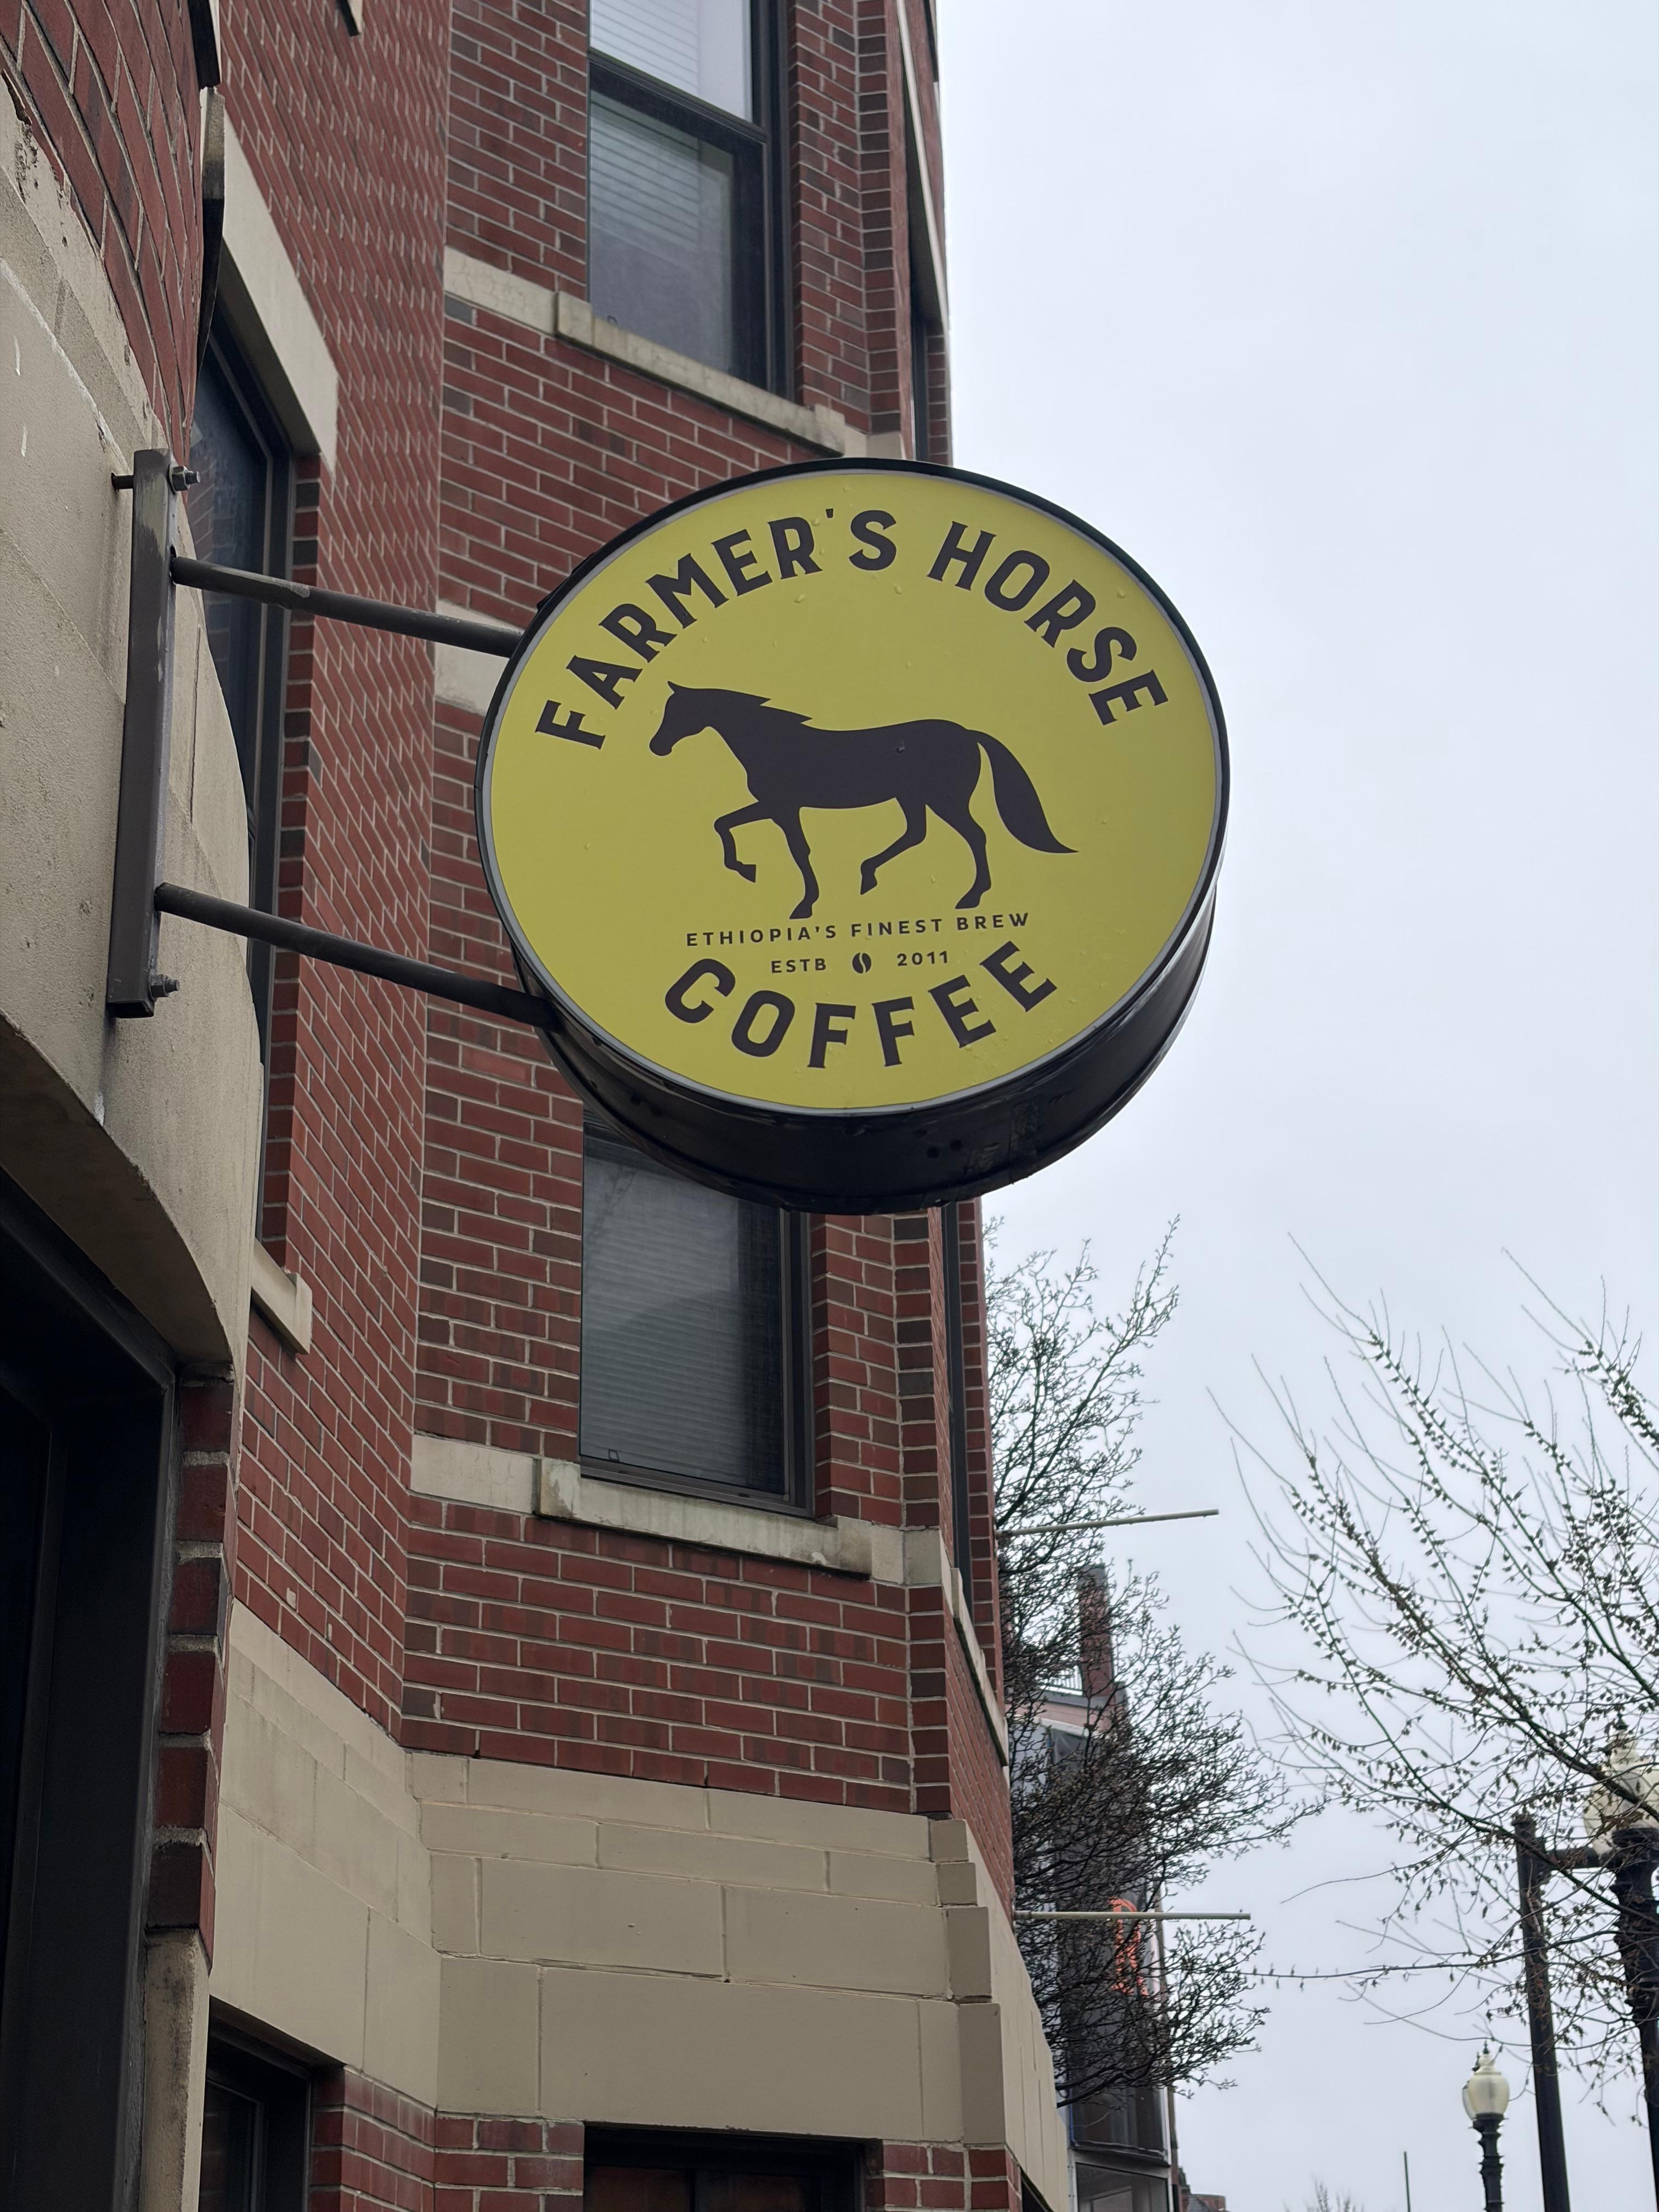 FARMER'S HORSE
ETHIOPIA'S FINEST BREW
ESTB 2011
COFFEE